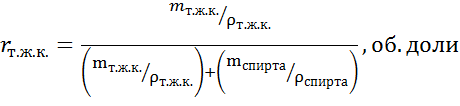 r_т.ж.к. = (m_т.ж.к./ρ_т.ж.к.) / ((m_т.ж.к./ρ_т.ж.к.)+(m_спирта/ρ_спирта)), об. доли